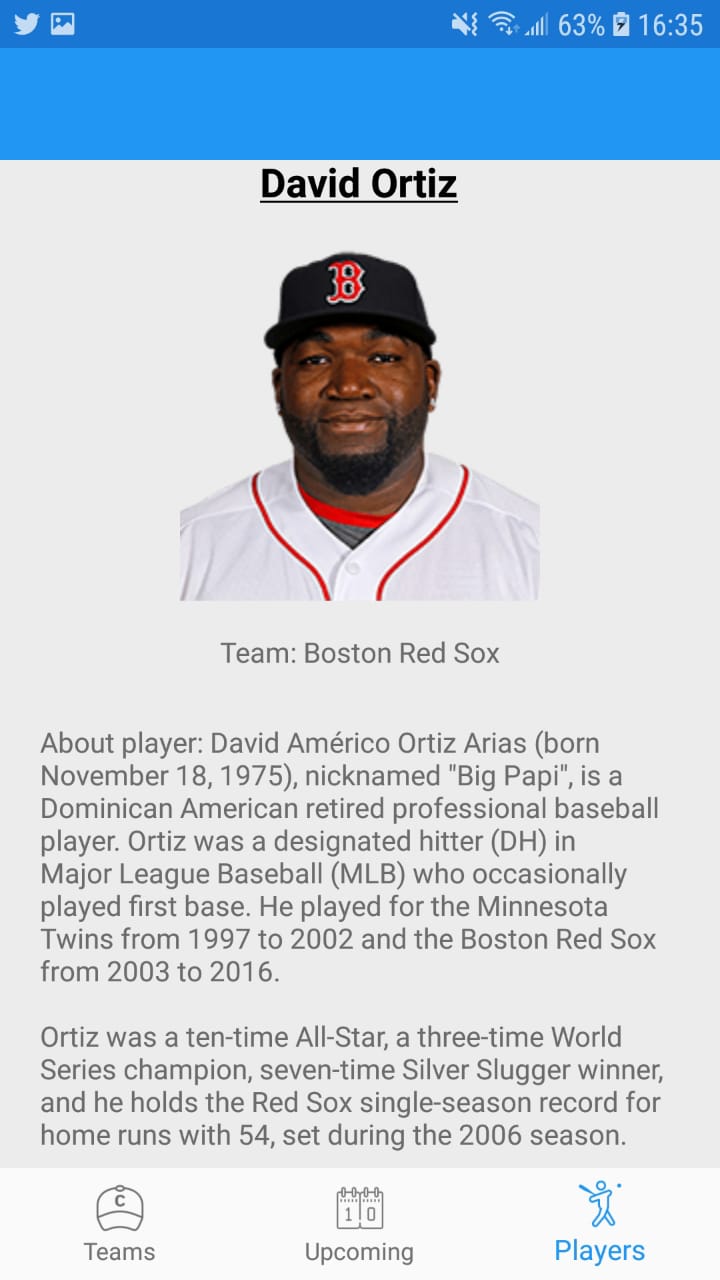 63% 16:35
David Ortiz
B
Team: Boston Red Sox
About player: David Américo Ortiz Arias (born
November 18, 1975), nicknamed "Big Papi", is a
Dominican American retired professional baseball
player. Ortiz was a designated hitter (DH) in
Major League Baseball (MLB) who occasionally
played first base. He played for the Minnesota
Twins from 1997 to 2002 and the Boston Red Sox
from 2003 to 2016.
Ortiz was a ten-time All-Star, a three-time World
Series champion, seven-time Silver Slugger winner,
and he holds the Red Sox single-season record for
home runs with 54, set during the 2006 season.
C
1 0
Teams Upcoming Players